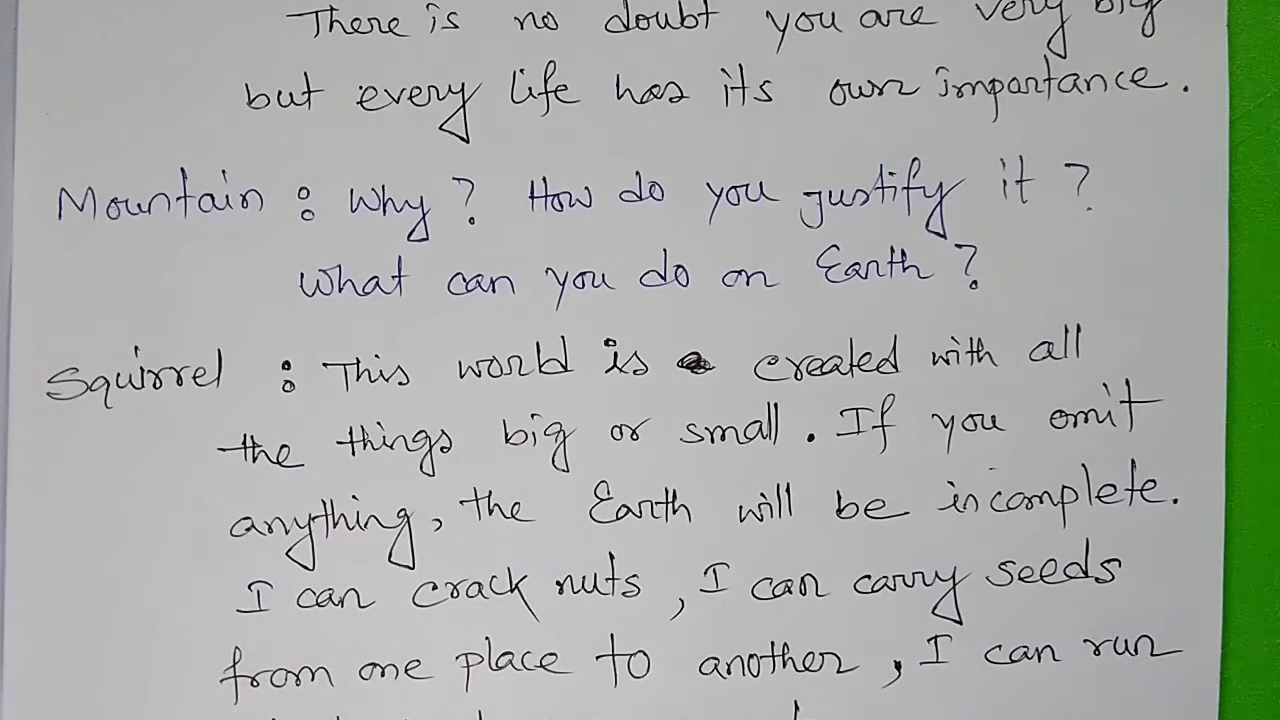 There is no doubt you are very big
but every life has its own importance.
Mountain : Why? How do you justify it?
What can you do on Earth?
Squirrel : This world is created with all
the things big or small. If you omit
anything, the Earth will be incomplete.
I can crack nuts, I can carry seeds
from one place to another, I can run